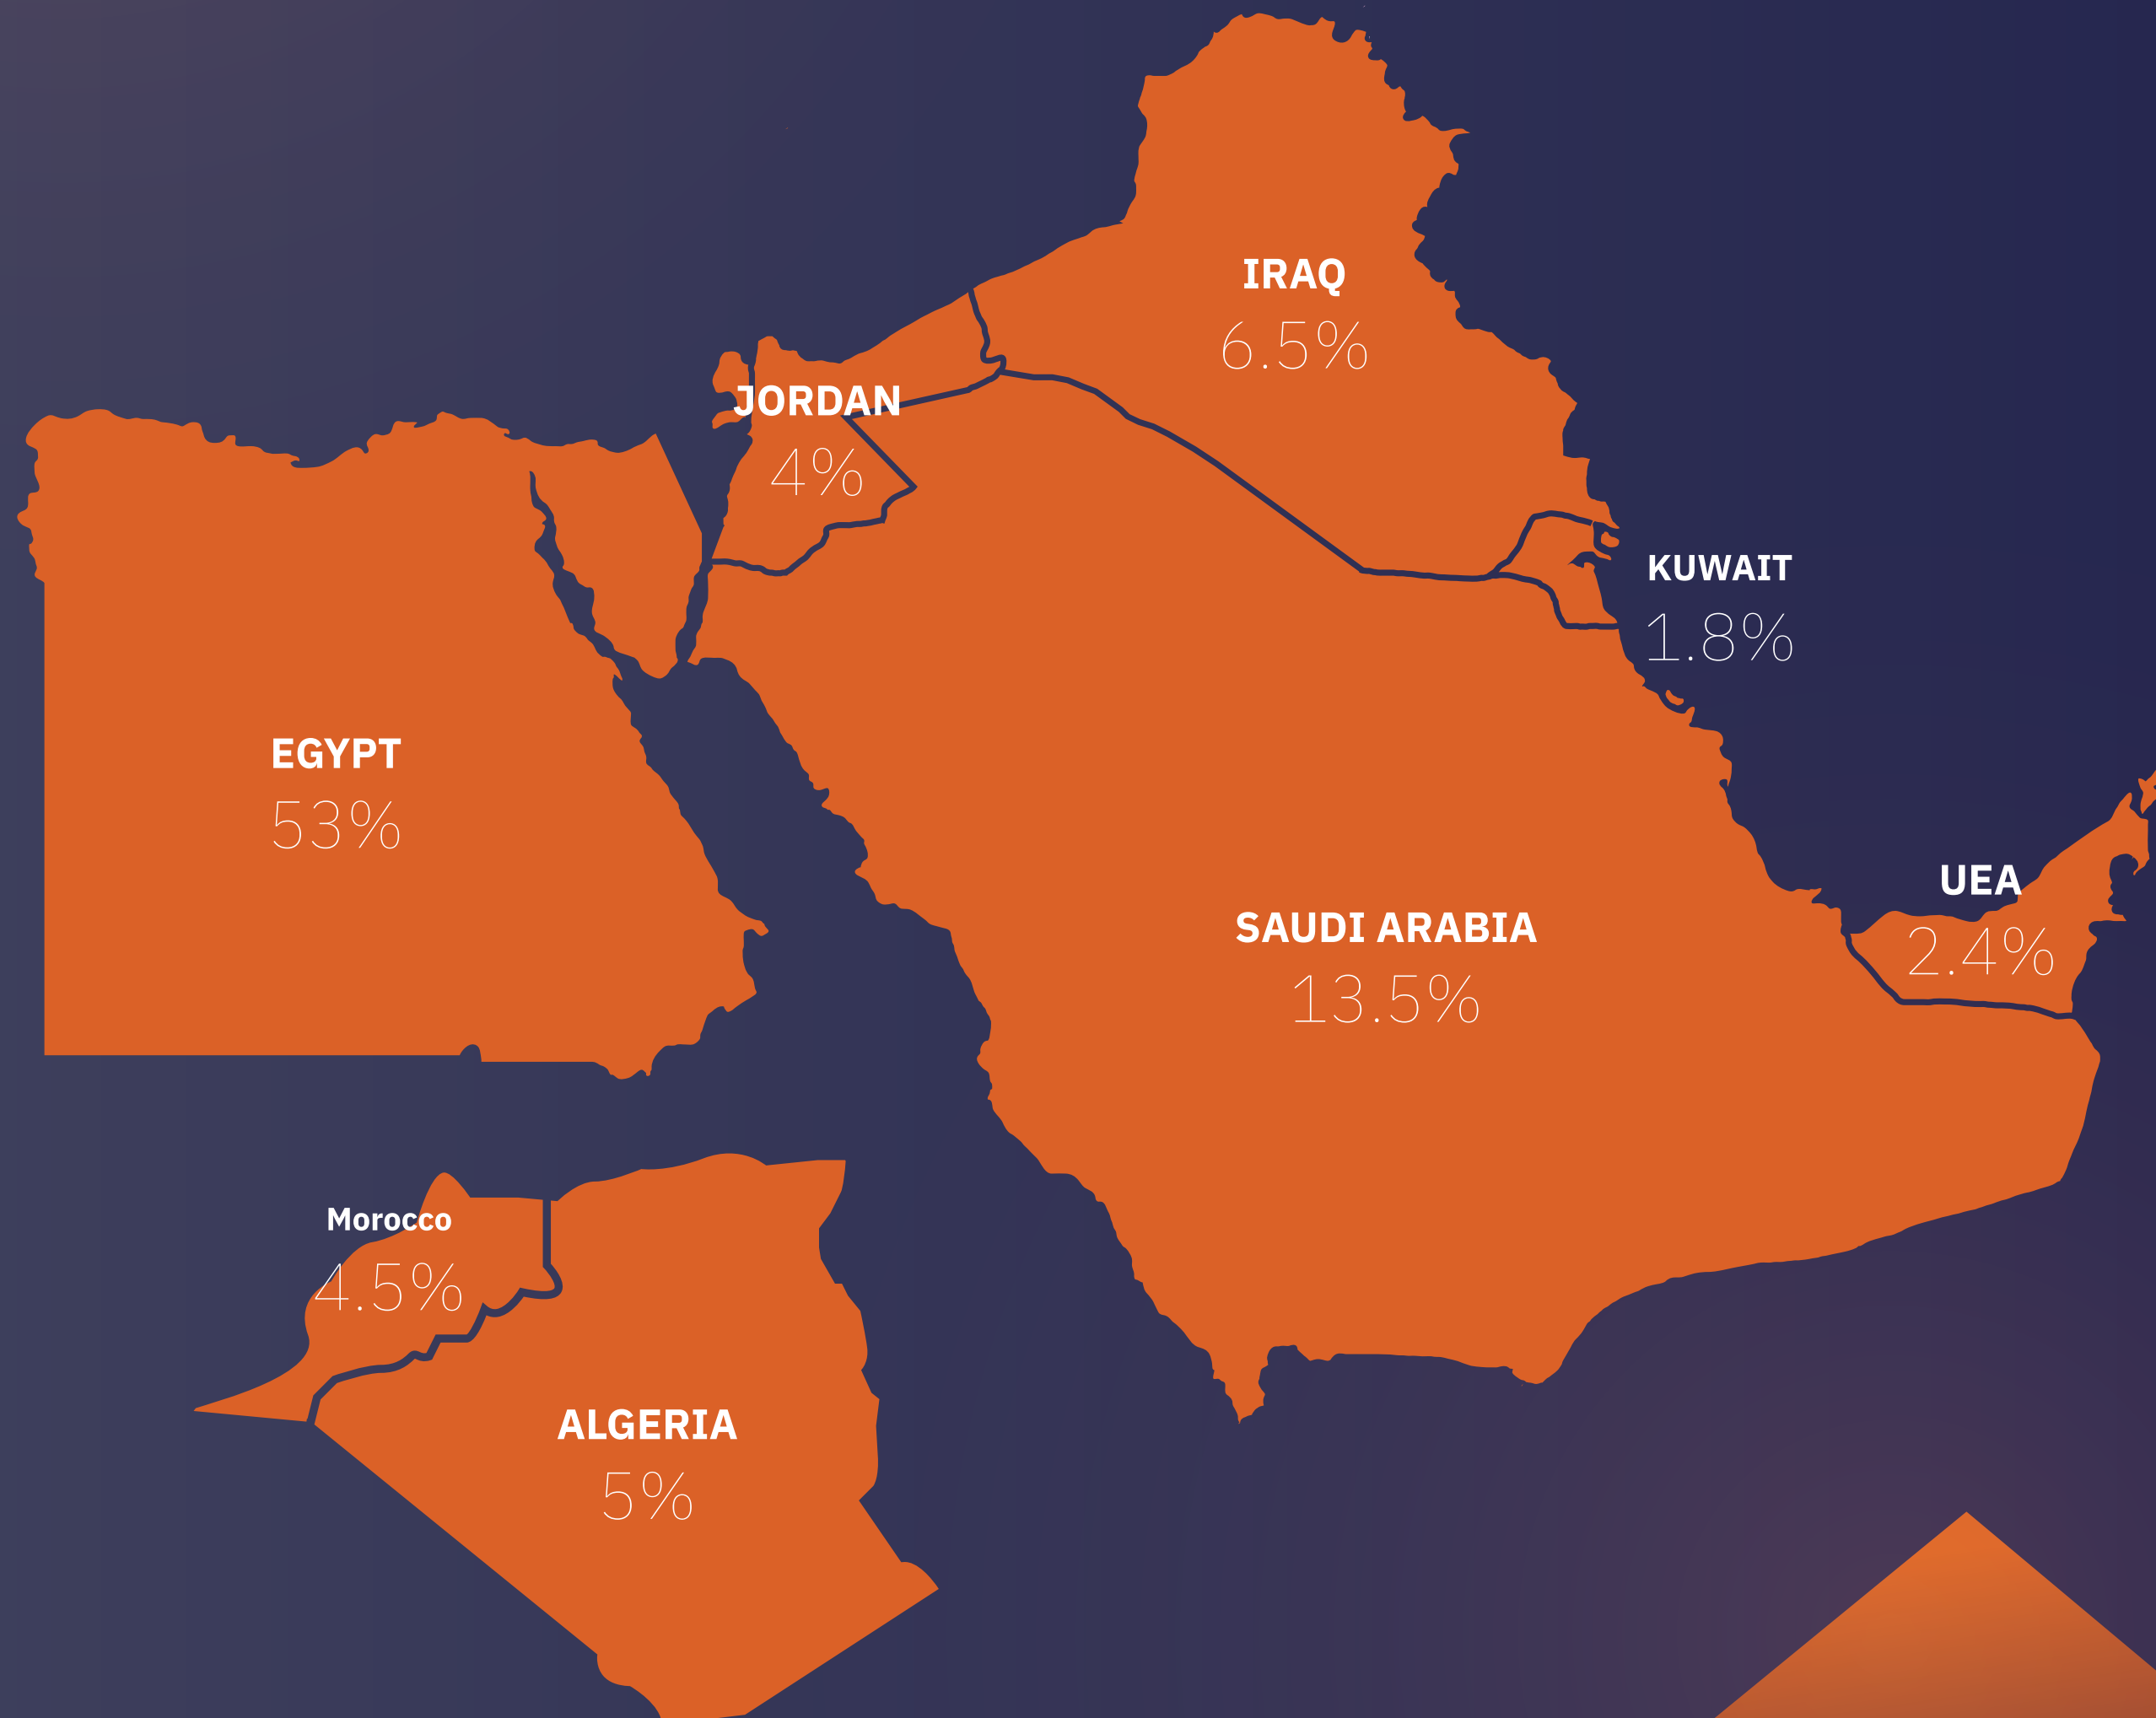 IRAQ
6.5%
JORDAN
4%
KUWAIT
1.8%
EGYPT
53%
UEA
2.4%
SAUDI ARABIA
13.5%
Morocco
4.5%
ALGERIA
5%